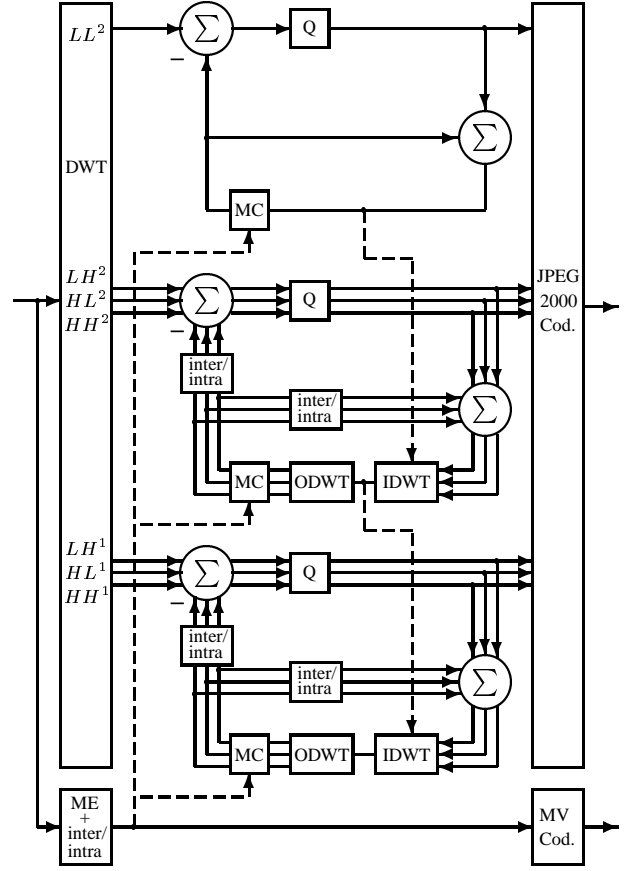 LL²
∑
Q
−
∑
DWT
MC
LH²
HL²
HH²
∑
Q
−
JPEG
2000
Cod.
inter/
intra
inter/
intra
∑
MC
ODWT
IDWT
LH¹
HL¹
HH¹
∑
Q
−
inter/
intra
inter/
intra
∑
MC
ODWT
IDWT
ME
+
inter/
intra
MV
Cod.